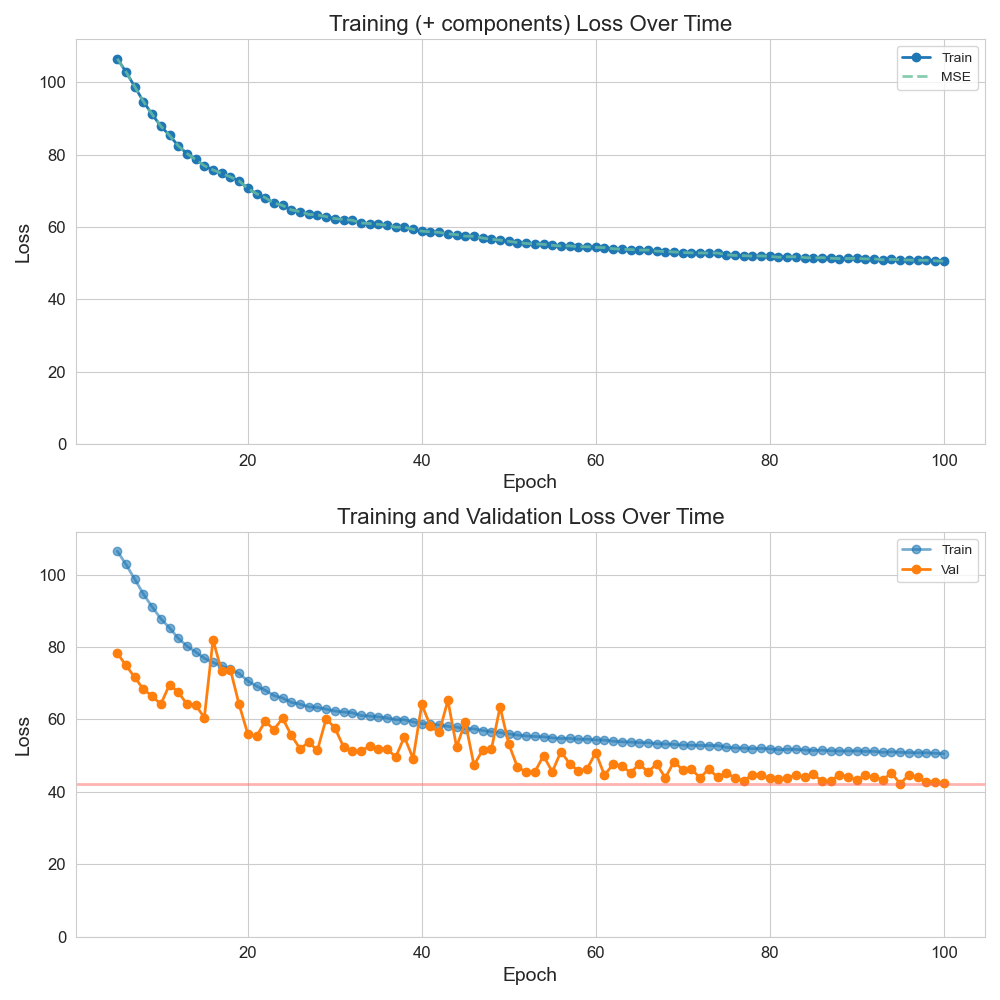 Training (+ components) Loss Over Time
Train
MSE
100
80
60
40
20
0
Loss
20 40 60 80 100
Epoch
Training and Validation Loss Over Time
Train
Val
100
80
60
40
20
0
Loss
20 40 60 80 100
Epoch